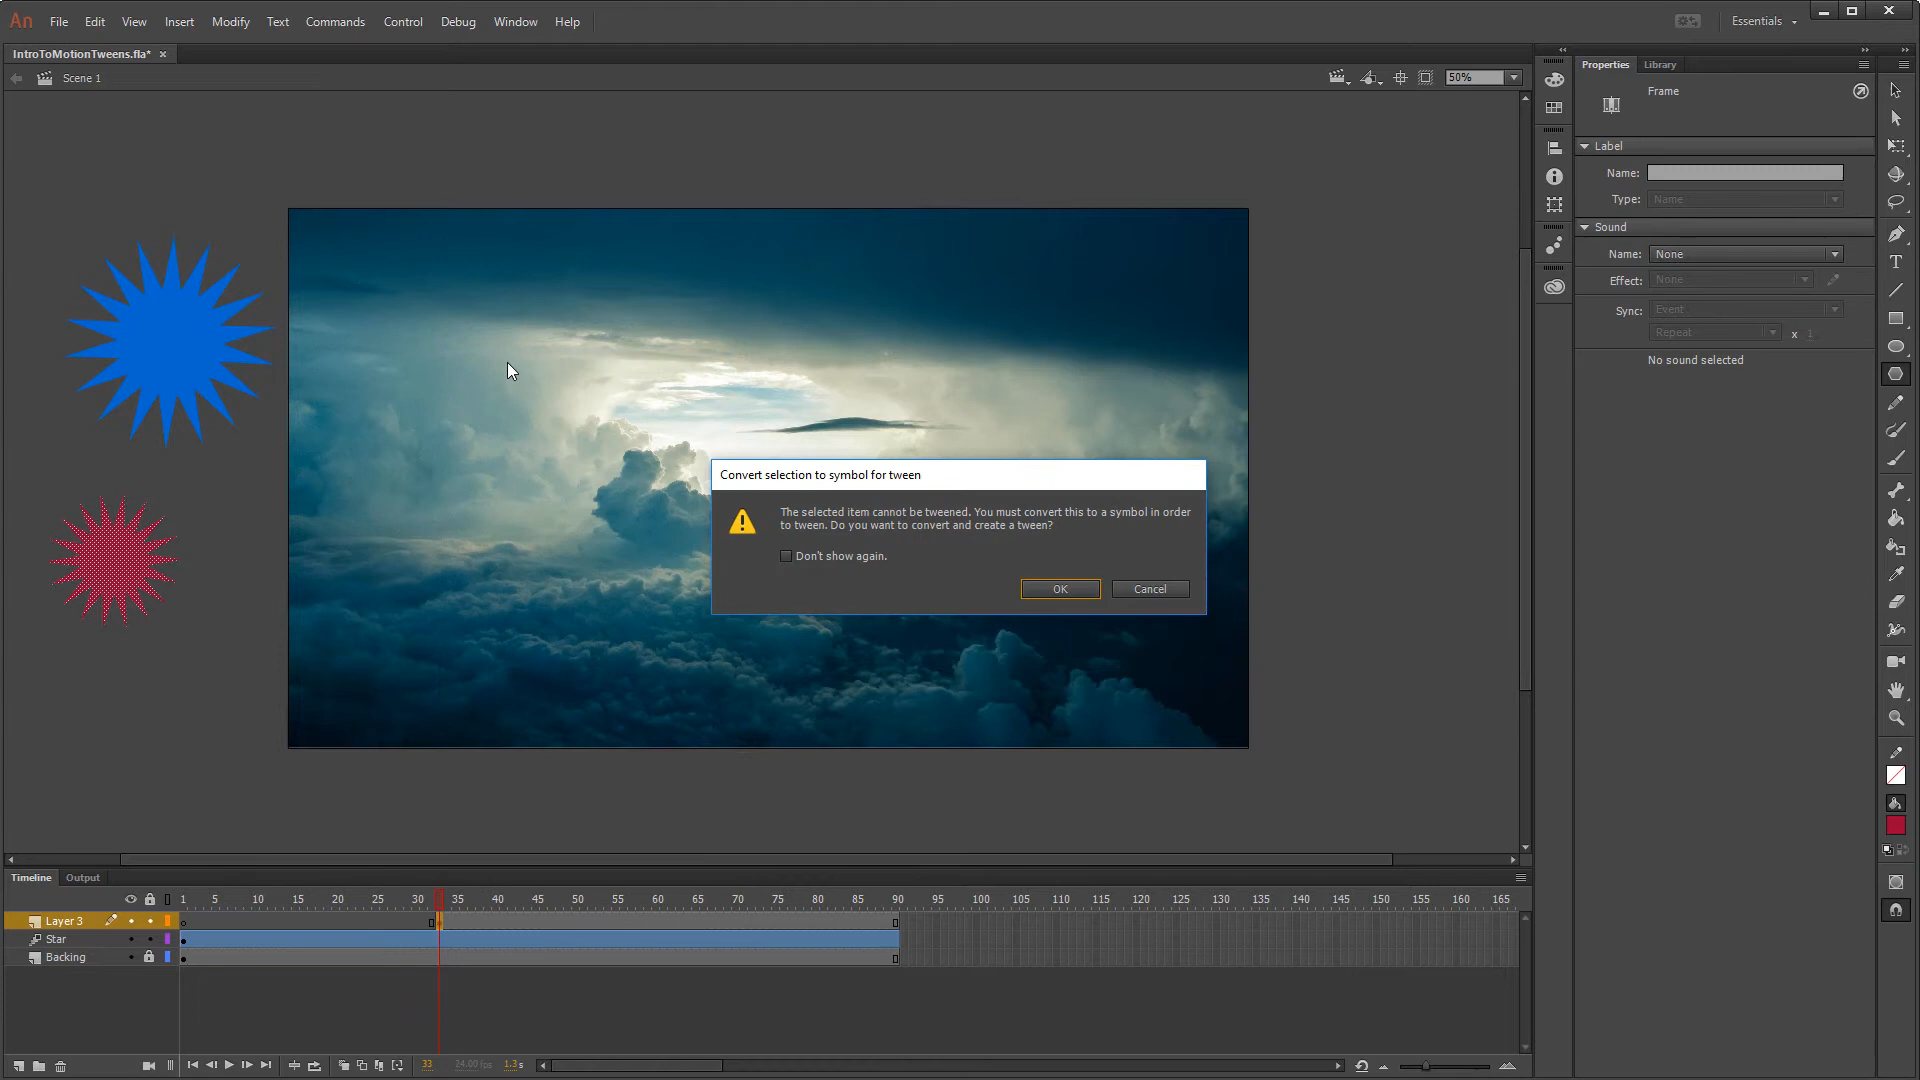 An File Edit View Insert Modify Text Commands Control Debug Window Help Essentials
IntroToMotionTweens.fla* ×
Scene 1 50%
Properties Library
Frame
Label
Name:
Type: Name
Sound
Name: None
Effect: None
Sync: Event
Repeat x 1
No sound selected
Convert selection to symbol for tween
The selected item cannot be tweened. You must convert this to a symbol in order
to tween. Do you want to convert and create a tween?
Don't show again.
OK Cancel
Timeline Output
1 5 10 15 20 25 30 35 40 45 50 55 60 65 70 75 80 85 90 95 100 105 110 115 120 125 130 135 140 145 150 155 160 165
Layer 3
Star
Backing
33 24.00 fps 1.3 s